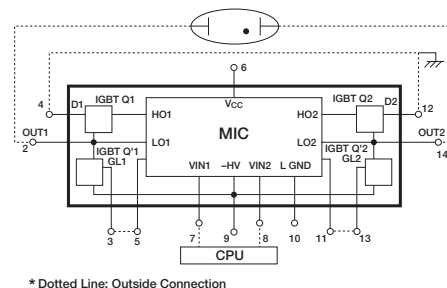 6
IGBT Q1
VCC
IGBT Q2
4
D1
D2
12
HO1
HO2
OUT1
MIC
OUT2
2
LO1
LO2
14
IGBT Q'1
GL1
IGBT Q'2
GL2
VIN1
–HV
VIN2
L GND
3
5
7
9
8
10
11
13
CPU
* Dotted Line: Outside Connection